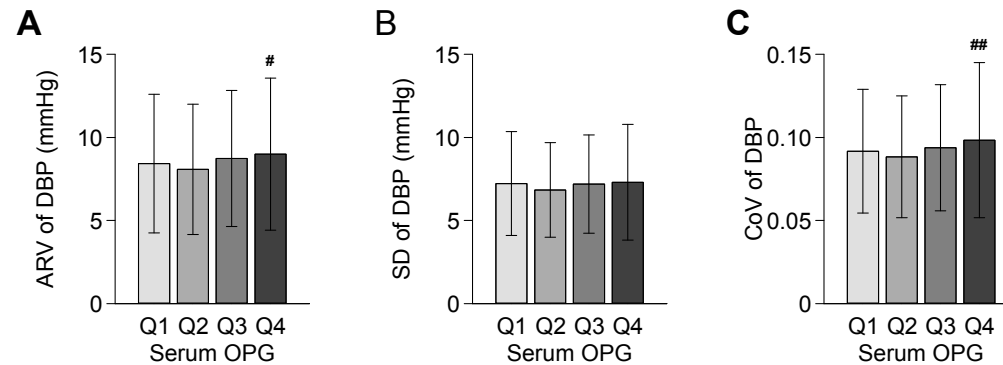 A
ARV of DBP (mmHg)
15
10
5
0
#
Q1 Q2 Q3 Q4
Serum OPG
B
SD of DBP (mmHg)
15
10
5
0
Q1 Q2 Q3 Q4
Serum OPG
C
CoV of DBP
0.15
0.10
0.05
0
##
Q1 Q2 Q3 Q4
Serum OPG